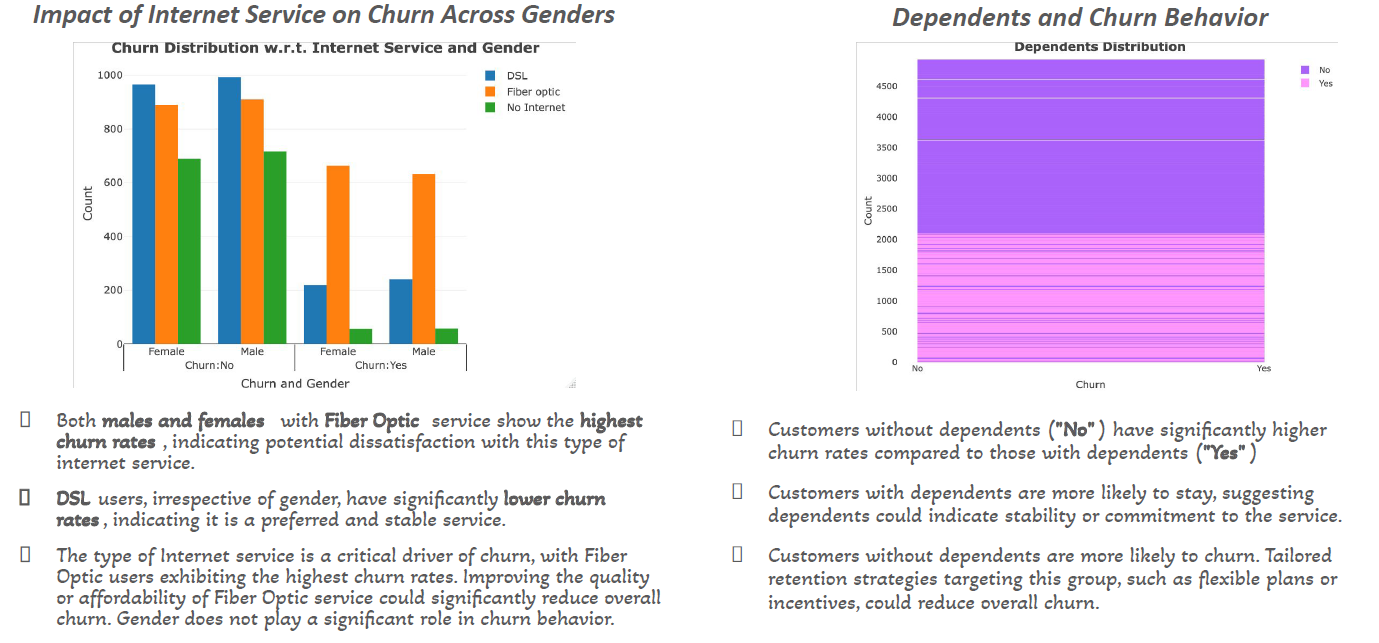 Impact of Internet Service on Churn Across Genders
Churn Distribution w.r.t. Internet Service and Gender
1000
800
600
400
200
0
Count
DSL
Fiber optic
No Internet
Female
Male
Female
Male
Churn:No
Churn:Yes
Churn and Gender
Both males and females with Fiber Optic service show the highest
churn rates , indicating potential dissatisfaction with this type of
internet service.
DSL users, irrespective of gender, have significantly lower churn
rates , indicating it is a preferred and stable service.
The type of Internet service is a critical driver of churn, with Fiber
Optic users exhibiting the highest churn rates. Improving the quality
or affordability of Fiber Optic service could significantly reduce overall
churn. Gender does not play a significant role in churn behavior.
Dependents and Churn Behavior
Dependents Distribution
4500
4000
3500
3000
2500
2000
1500
1000
500
0
Count
No
Yes
No
Yes
Churn
Customers without dependents ("No" ) have significantly higher
churn rates compared to those with dependents ("Yes" )
Customers with dependents are more likely to stay, suggesting
dependents could indicate stability or commitment to the service.
Customers without dependents are more likely to churn. Tailored
retention strategies targeting this group, such as flexible plans or
incentives, could reduce overall churn.